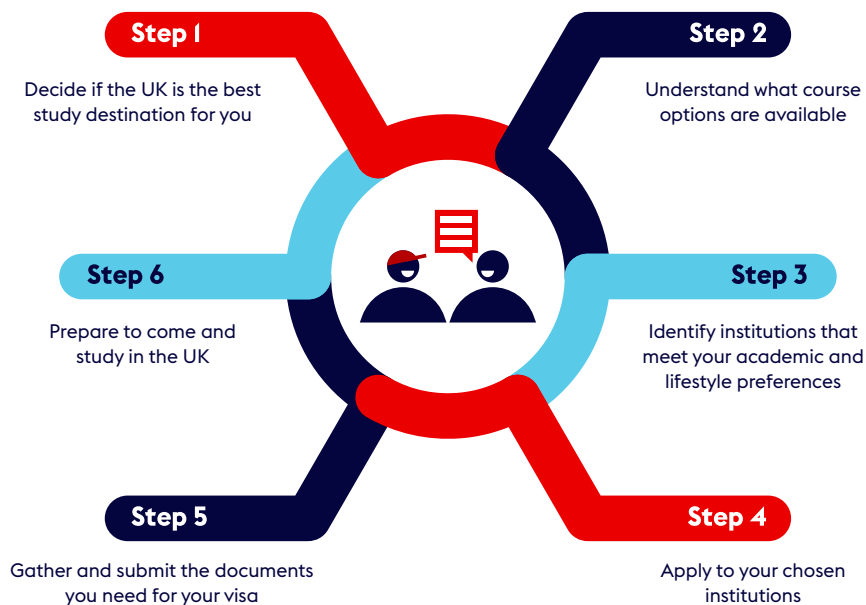 Step 1
Decide if the UK is the best
study destination for you
Step 2
Understand what course
options are available
Step 3
Identify institutions that
meet your academic and
lifestyle preferences
Step 4
Apply to your chosen
institutions
Step 5
Gather and submit the documents
you need for your visa
Step 6
Prepare to come and
study in the UK